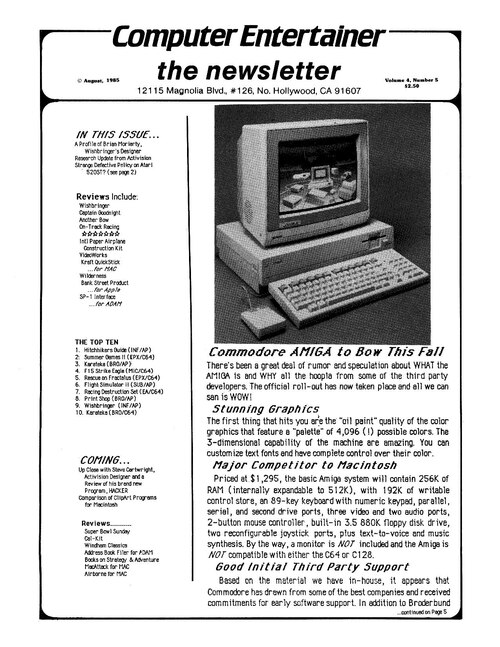 Computer Entertainer
the newsletter
© August, 1985
Volume 4, Number 5
$2.50
12115 Magnolia Blvd., #126, No. Hollywood, CA 91607
IN THIS ISSUE...
A Profile of Brian Moriarty,
Wishbringer's Designer
Research Update from Activision
Strange Defective Policy on Atari
520ST? (see page 2)
Reviews Include:
Wishbringer
Captain Goodnight
Another Bow
On-Track Racing
☆☆☆☆☆☆☆
Intl Paper Airplane
Construction Kit
VideoWorks
Kraft QuickStick
...for MAC
Wilderness
Bank Street Product
...for Apple
SP-1 Interface
...for ADAM
THE TOP TEN
1. Hitchhikers Guide (INF/AP)
2. Summer Games II (EPX/C64)
3. Karateka (BRO/AP)
4. F15 Strike Eagle (MIC/C64)
5. Rescue on Fractalus (EPX/C64)
6. Flight Simulator II (SUB/AP)
7. Racing Destruction Set (EA/C64)
8. Print Shop (BRO/AP)
9. Wishbringer (INF/AP)
10. Karateka (BRO/C64)
COMING...
Up Close with Steve Cartwright,
Activision Designer and a
Review of his brand new
Program, HACKER
Comparison of ClipArt Programs
for Macintosh
Reviews..........
Super Bowl Sunday
Cal-Kit
Windham Classics
Address Book Filer for ADAM
Books on Strategy & Adventure
MacAttack for MAC
Airborne for MAC
Commodore AMIGA to Bow This Fall
There's been a great deal of rumor and speculation about WHAT the
AMIGA is and WHY all the hoopla from some of the third party
developers. The official roll-out has now taken place and all we can
san is WOW!
Stunning Graphics
The first thing that hits you are the "oil paint" quality of the color
graphics that feature a "palette" of 4,096 (!) possible colors. The
3-dimensional capability of the machine are amazing. You can
customize text fonts and have complete control over their color.
Major Competitor to Macintosh
Priced at $1,295, the basic Amiga system will contain 256K of
RAM (internally expandable to 512K), with 192K of writable
control store, an 89-key keyboard with numeric keypad, parallel,
serial, and second drive ports, three video and two audio ports,
2-button mouse controller, built-in 3.5 880K floppy disk drive,
two reconfigurable joystick ports, plus text-to-voice and music
synthesis. By the way, a monitor is NOT included and the Amiga is
NOT compatible with either the C64 or C128.
Good Initial Third Party Support
Based on the material we have in-house, it appears that
Commodore has drawn from some of the best companies and received
commitments for early software support. In addition to Broderbund
...continued on Page 5